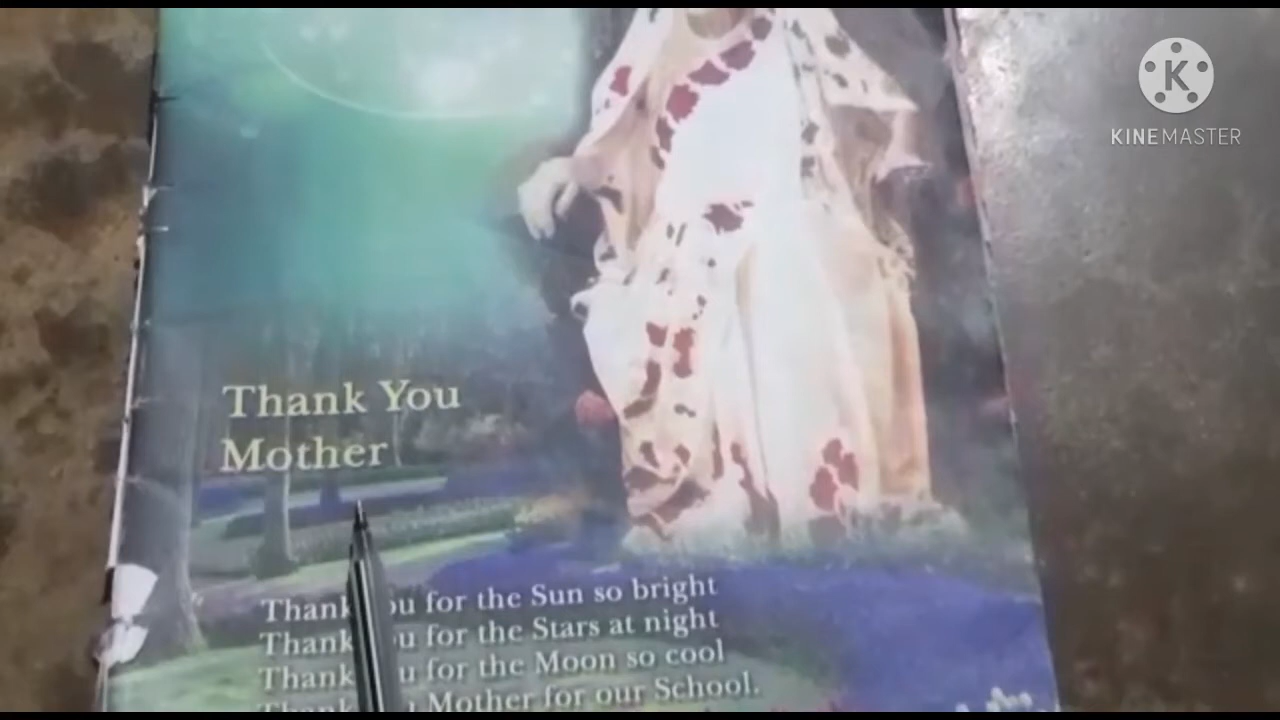 K
KINEMASTER
Thank You
Mother
Thank you for the Sun so bright
Thank you for the Stars at night
Thank you for the Moon so cool
Thank you Mother for our School.